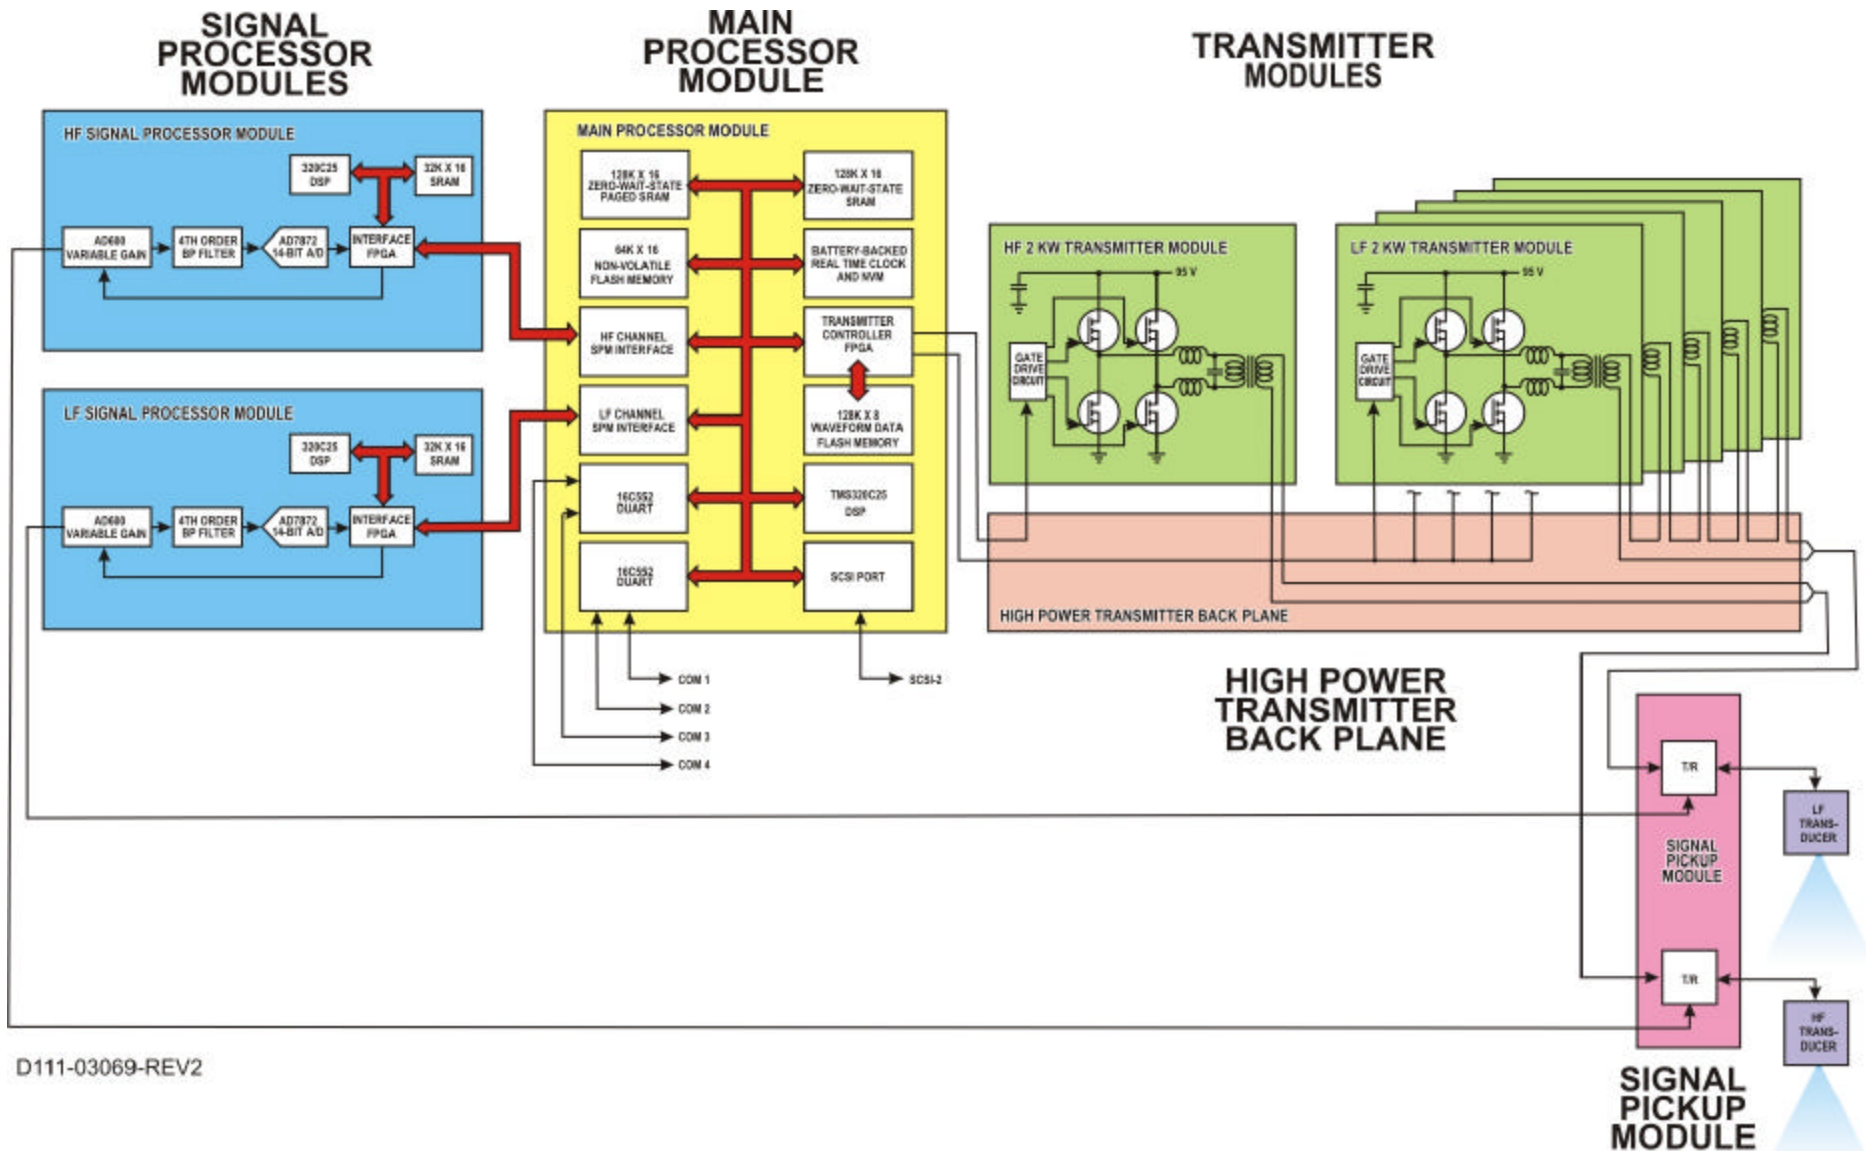 SIGNAL
PROCESSOR
MODULES
MAIN
PROCESSOR
MODULE
TRANSMITTER
MODULES
HF SIGNAL PROCESSOR MODULE
320C25
DSP
32K X 16
SRAM
AD600
VARIABLE GAIN
4TH ORDER
BP FILTER
AD7872
14-BIT A/D
INTERFACE
FPGA
LF SIGNAL PROCESSOR MODULE
320C25
DSP
32K X 16
SRAM
AD600
VARIABLE GAIN
4TH ORDER
BP FILTER
AD7872
14-BIT A/D
INTERFACE
FPGA
MAIN PROCESSOR MODULE
128K X 16
ZERO-WAIT-STATE
PAGED SRAM
128K X 16
ZERO-WAIT-STATE
SRAM
64K X 16
NON-VOLATILE
FLASH MEMORY
BATTERY-BACKED
REAL TIME CLOCK
AND NVM
HF CHANNEL
SPM INTERFACE
TRANSMITTER
CONTROLLER
FPGA
LF CHANNEL
SPM INTERFACE
128K X 8
WAVEFORM DATA
FLASH MEMORY
16C552
DUART
TMS320C25
DSP
16C552
DUART
SCSI PORT
COM 1
COM 2
COM 3
COM 4
SCSI-2
HF 2 KW TRANSMITTER MODULE
95 V
GATE
DRIVE
CIRCUIT
LF 2 KW TRANSMITTER MODULE
95 V
GATE
DRIVE
CIRCUIT
HIGH POWER TRANSMITTER BACK PLANE
HIGH POWER
TRANSMITTER
BACK PLANE
T/R
LF
TRANS-
DUCER
SIGNAL
PICKUP
MODULE
T/R
HF
TRANS-
DUCER
SIGNAL
PICKUP
MODULE
D111-03069-REV2